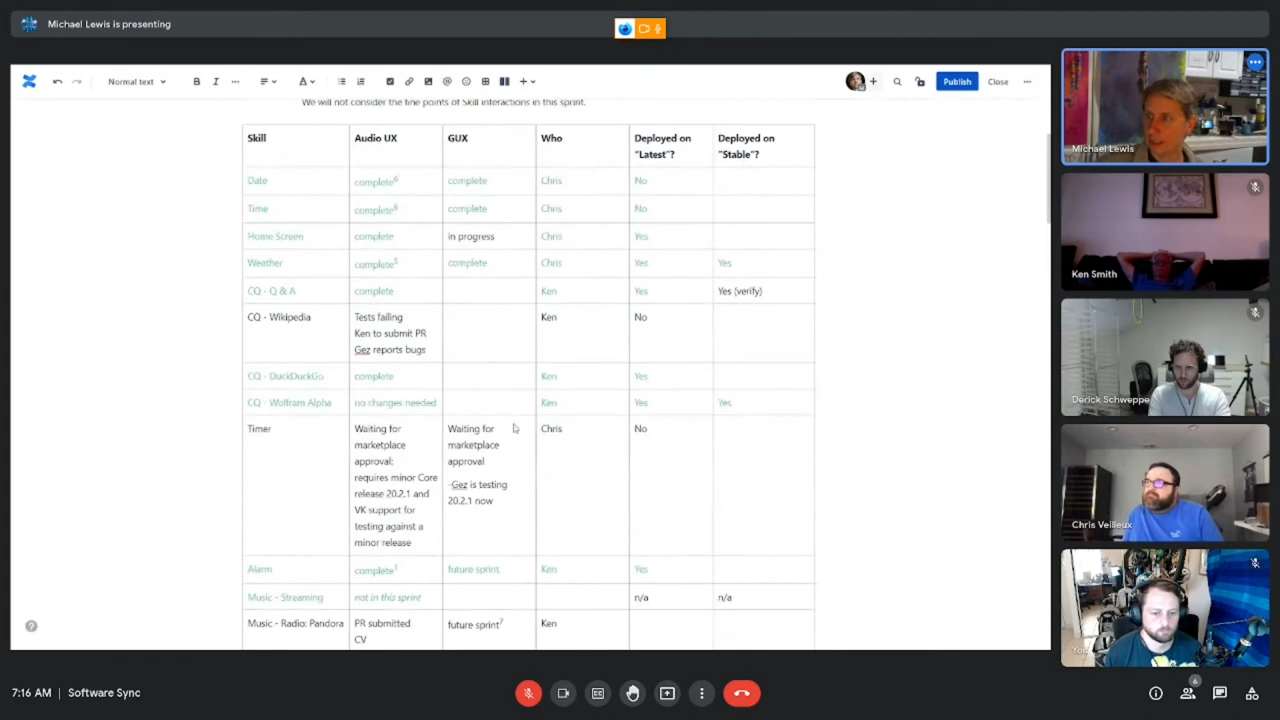 Michael Lewis is presenting
Normal text
B I
Publish
Close
We will not consider the fine points of Skill interactions in this sprint.
Skill Audio UX GUX Who Deployed on "Latest"? Deployed on "Stable"?
Date complete6 complete Chris No
Time complete6 complete Chris No
Home Screen complete in progress Chris Yes
Weather complete5 complete Chris Yes Yes
CQ - Q & A complete Ken Yes Yes (verify)
CQ - Wikipedia Tests failing Ken No
Ken to submit PR
Gez reports bugs
CQ - DuckDuckGo complete Ken Yes
CQ - Wolfram Alpha no changes needed Ken Yes Yes
Timer Waiting for Waiting for Chris No
marketplace marketplace
approval; approval
requires minor Core
release 20.2.1 and -Gez is testing
VK support for 20.2.1 now
testing against a
minor release
Alarm complete1 future sprint Ken Yes
Music - Streaming not in this sprint n/a n/a
Music - Radio: Pandora PR submitted future sprint7 Ken
CV
Michael Lewis
Ken Smith
Derick Schweppe
Chris Veilleux
You
7:16 AM | Software Sync
6